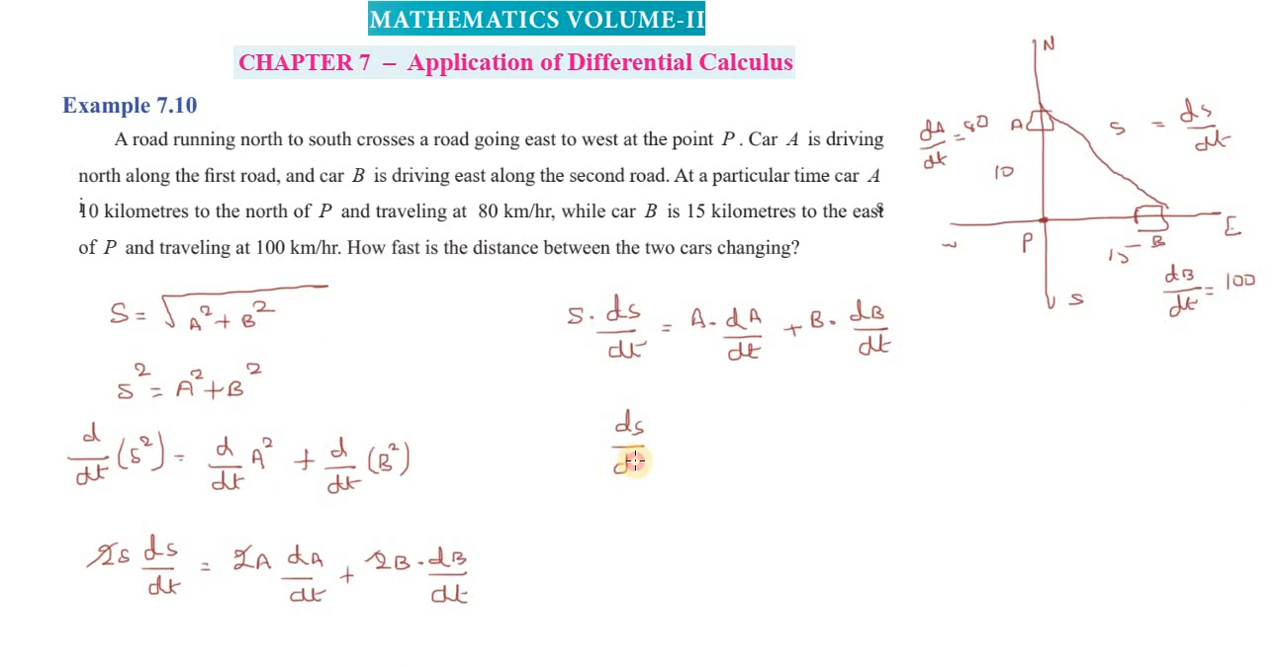 MATHEMATICS VOLUME-II
CHAPTER 7 – Application of Differential Calculus
Example 7.10
A road running north to south crosses a road going east to west at the point P. Car A is driving
north along the first road, and car B is driving east along the second road. At a particular time car A
10 kilometres to the north of P and traveling at 80 km/hr, while car B is 15 kilometres to the east
of P and traveling at 100 km/hr. How fast is the distance between the two cars changing?
S = √(A² + B²)
S² = A² + B²
d/dt (S²) = d/dt A² + d/dt (B²)
2S ds/dt = 2A dA/dt + 2B · dB/dt
S · ds/dt = A · dA/dt + B · dB/dt
ds/dt
N
dA/dt = 80
A
S = ds/dt
10
P
15
B
E
S
dB/dt = 100